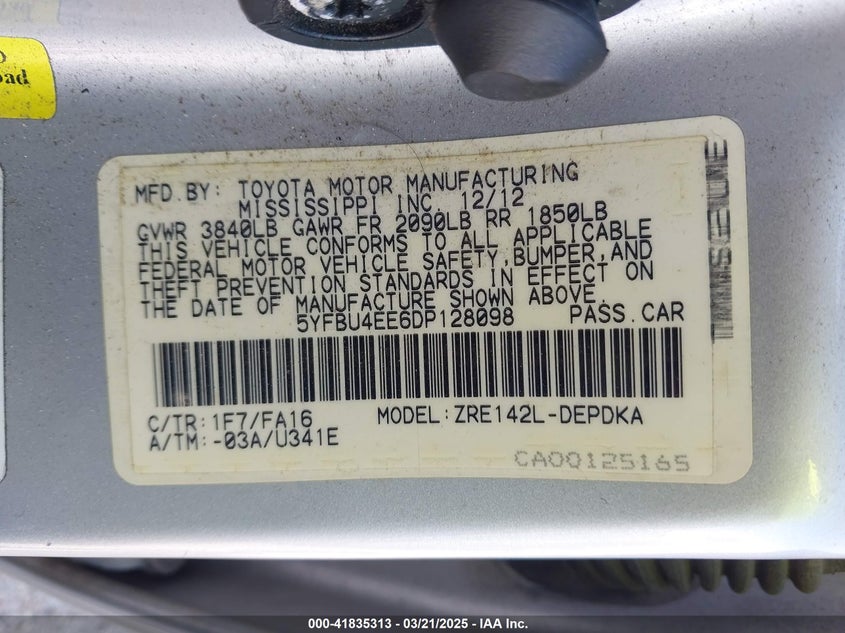 oad
MFD.BY: TOYOTA MOTOR MANUFACTURING
MISSISSIPPI INC. 12/12
GVWR 3840LB GAWR FR 2090LB RR 1850LB
THIS VEHICLE CONFORMS TO ALL APPLICABLE
FEDERAL MOTOR VEHICLE SAFETY,BUMPER,AND
THEFT PREVENTION STANDARDS IN EFFECT ON
THE DATE OF MANUFACTURE SHOWN ABOVE.
5YFBU4EE6DP128098 PASS.CAR
C/TR:1F7/FA16 MODEL:ZRE142L-DEPDKA
A/TM:-03A/U341E
CA00125165
000-41835313 - 03/21/2025 - IAA Inc.